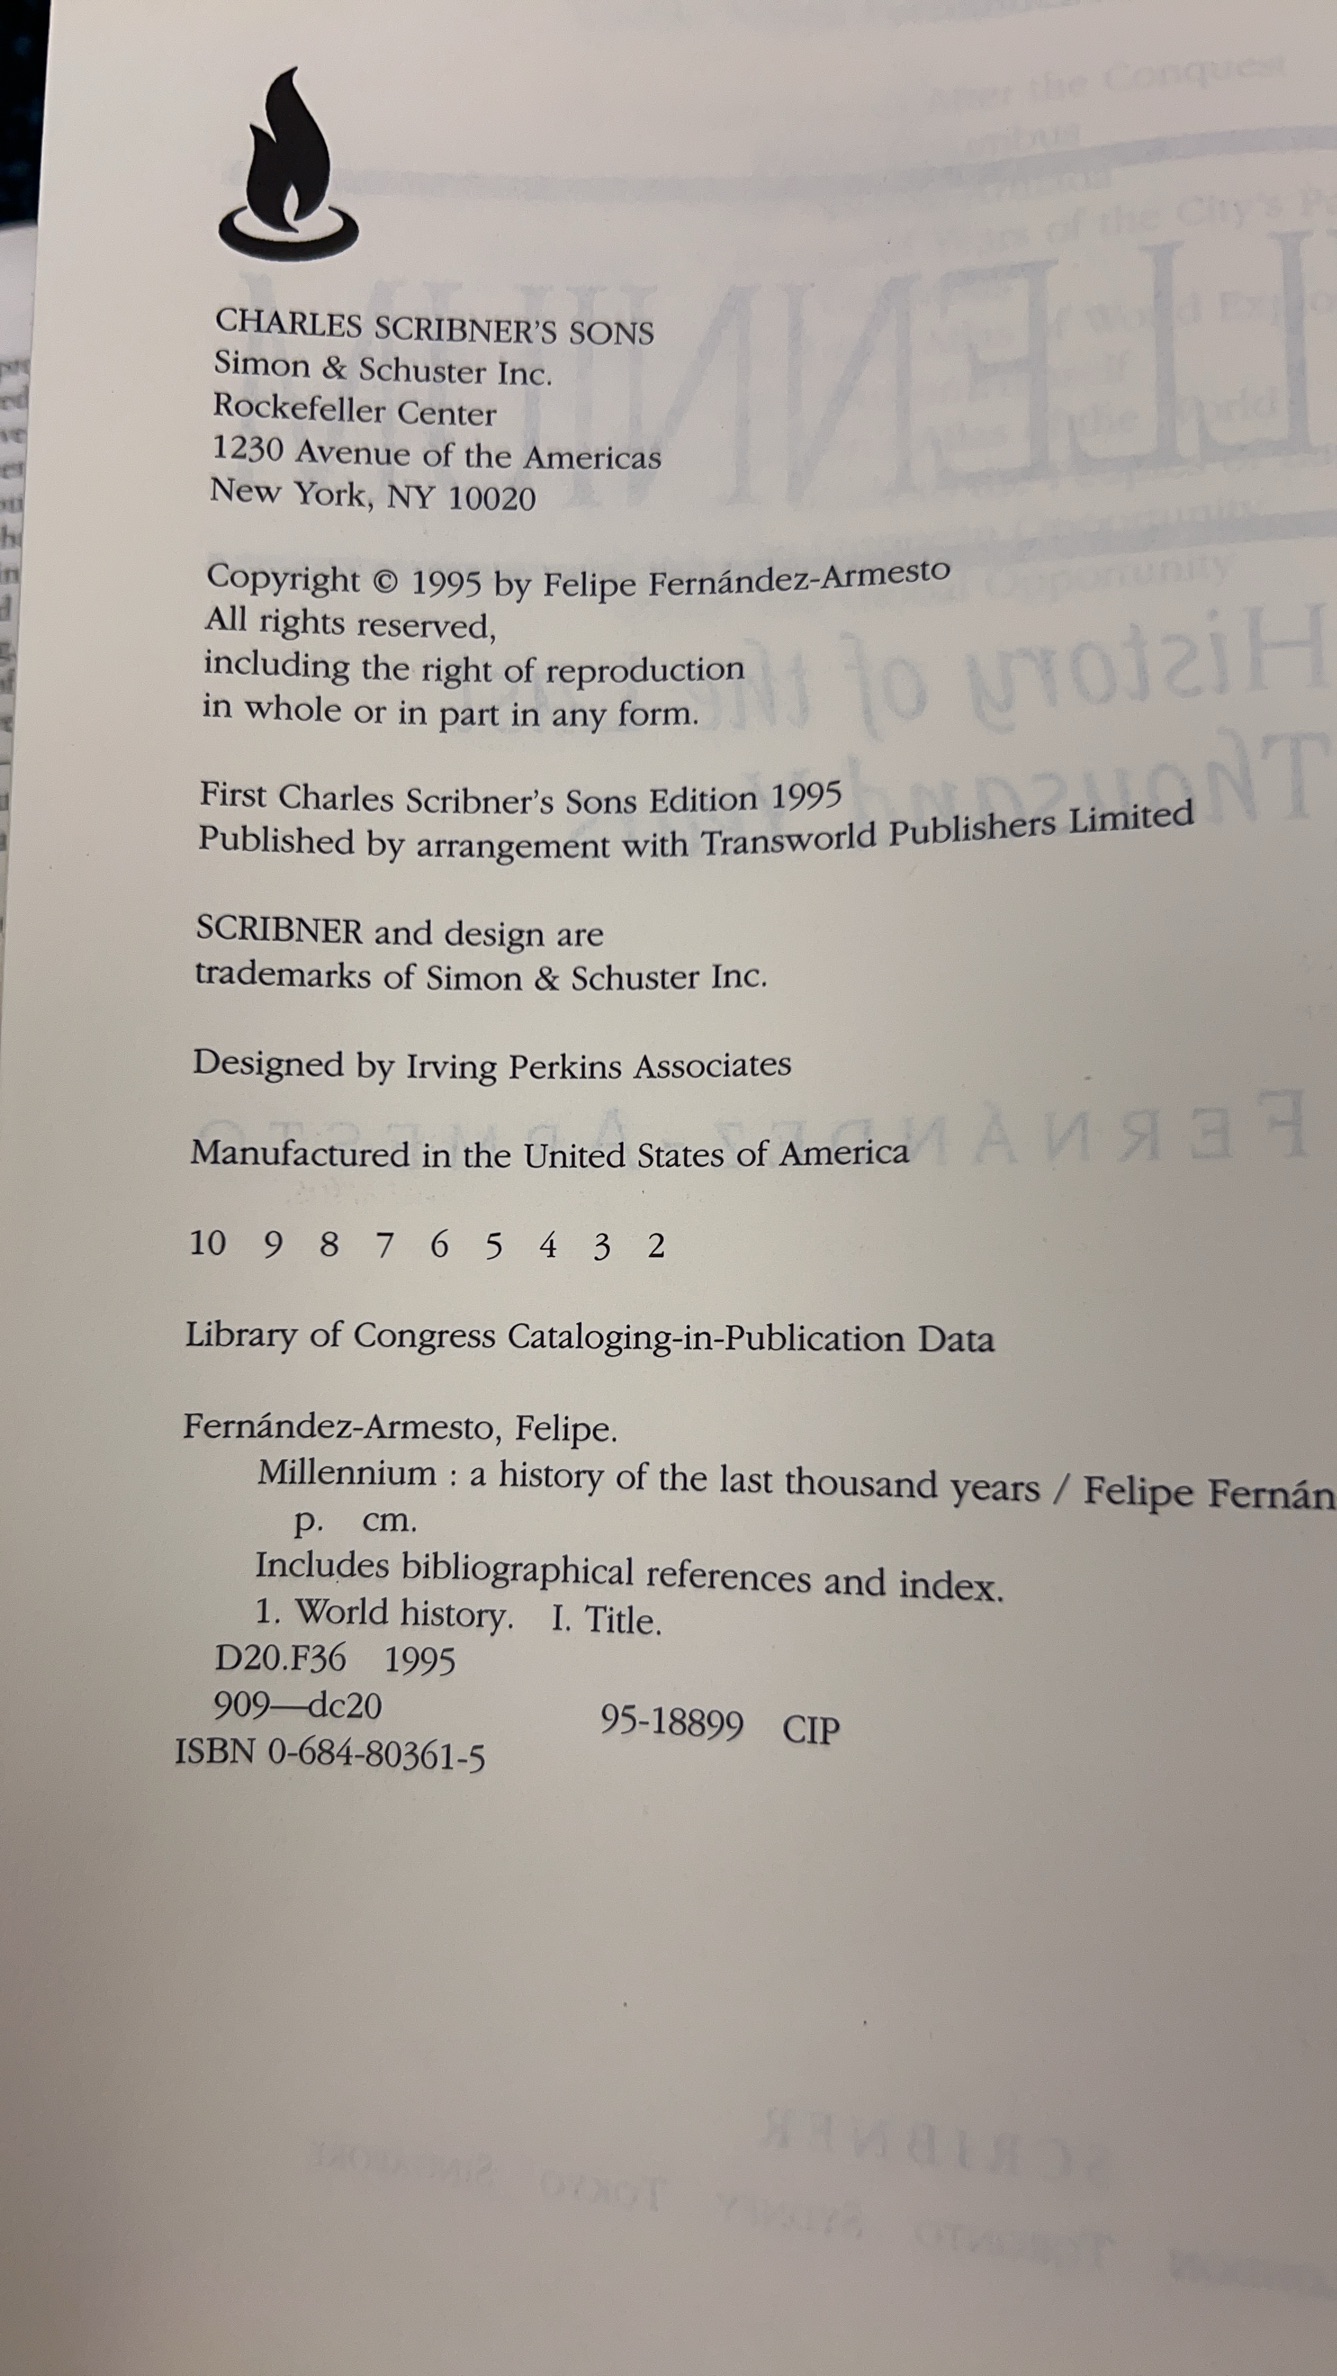 CHARLES SCRIBNER'S SONS
Simon & Schuster Inc.
Rockefeller Center
1230 Avenue of the Americas
New York, NY 10020
Copyright © 1995 by Felipe Fernández-Armesto
All rights reserved,
including the right of reproduction
in whole or in part in any form.
First Charles Scribner's Sons Edition 1995
Published by arrangement with Transworld Publishers Limited
SCRIBNER and design are
trademarks of Simon & Schuster Inc.
Designed by Irving Perkins Associates
Manufactured in the United States of America
10 9 8 7 6 5 4 3 2
Library of Congress Cataloging-in-Publication Data
Fernández-Armesto, Felipe.
Millennium : a history of the last thousand years / Felipe Fernán
p. cm.
Includes bibliographical references and index.
1. World history. I. Title.
D20.F36 1995
909—dc20
95-18899 CIP
ISBN 0-684-80361-5